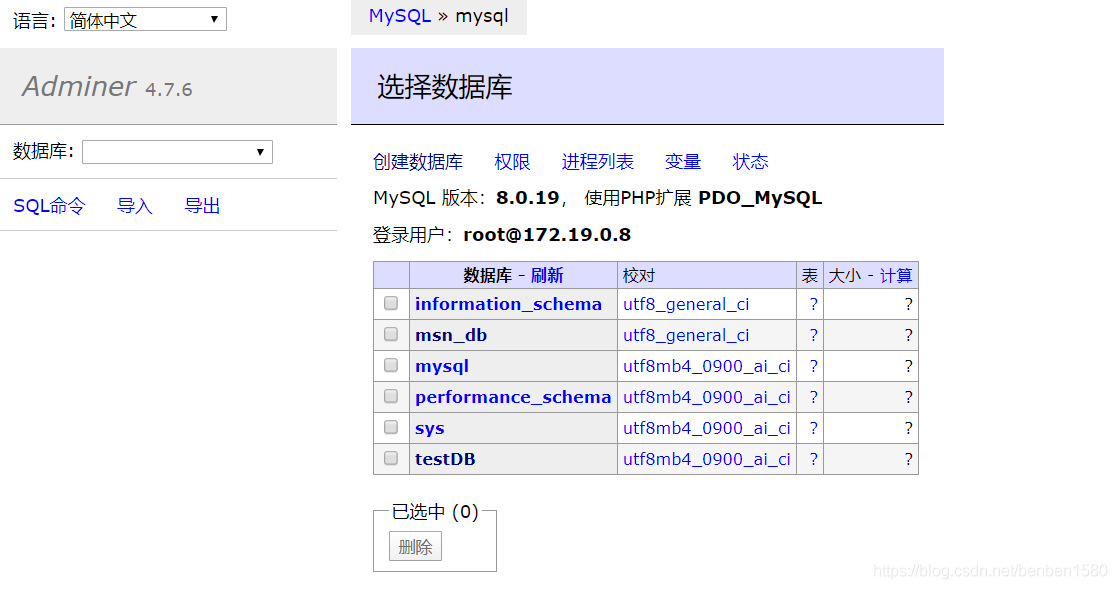 语言: 简体中文
MySQL » mysql
Adminer 4.7.6
选择数据库
数据库:
SQL命令 导入 导出
创建数据库 权限 进程列表 变量 状态
MySQL 版本：8.0.19， 使用PHP扩展 PDO_MySQL
登录用户：root@172.19.0.8
数据库 - 刷新 校对 表 大小 - 计算
information_schema utf8_general_ci ? ?
msn_db utf8_general_ci ? ?
mysql utf8mb4_0900_ai_ci ? ?
performance_schema utf8mb4_0900_ai_ci ? ?
sys utf8mb4_0900_ai_ci ? ?
testDB utf8mb4_0900_ai_ci ? ?
已选中 (0)
删除
https://blog.csdn.net/benben1580